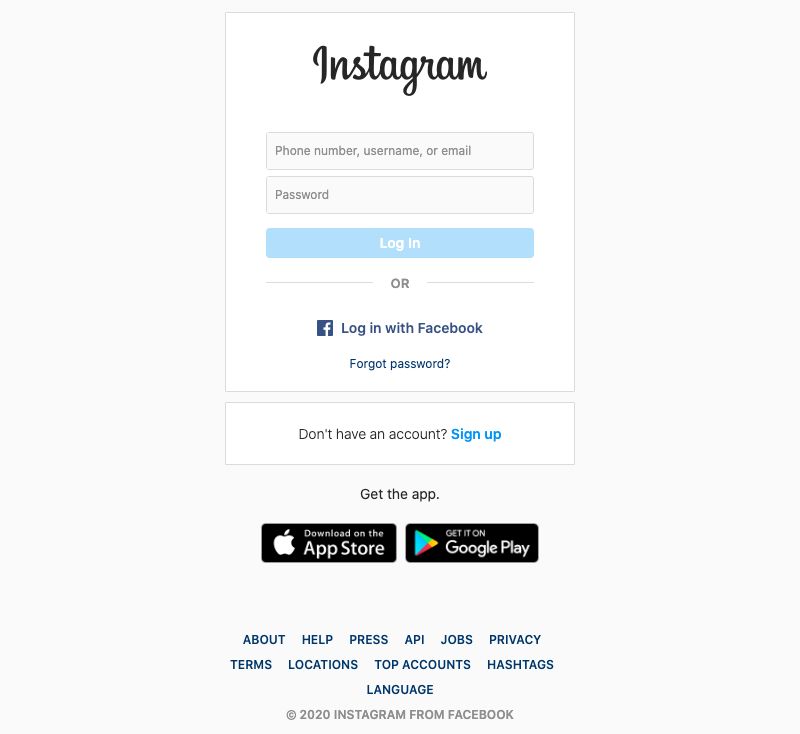 Instagram
Phone number, username, or email
Password
Log In
OR
Log in with Facebook
Forgot password?
Don't have an account? Sign up
Get the app.
Download on the
App Store
GET IT ON
Google Play
ABOUT HELP PRESS API JOBS PRIVACY
TERMS LOCATIONS TOP ACCOUNTS HASHTAGS
LANGUAGE
© 2020 INSTAGRAM FROM FACEBOOK